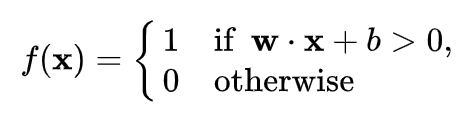 f(x) = { 1 if w · x + b > 0,
0 otherwise